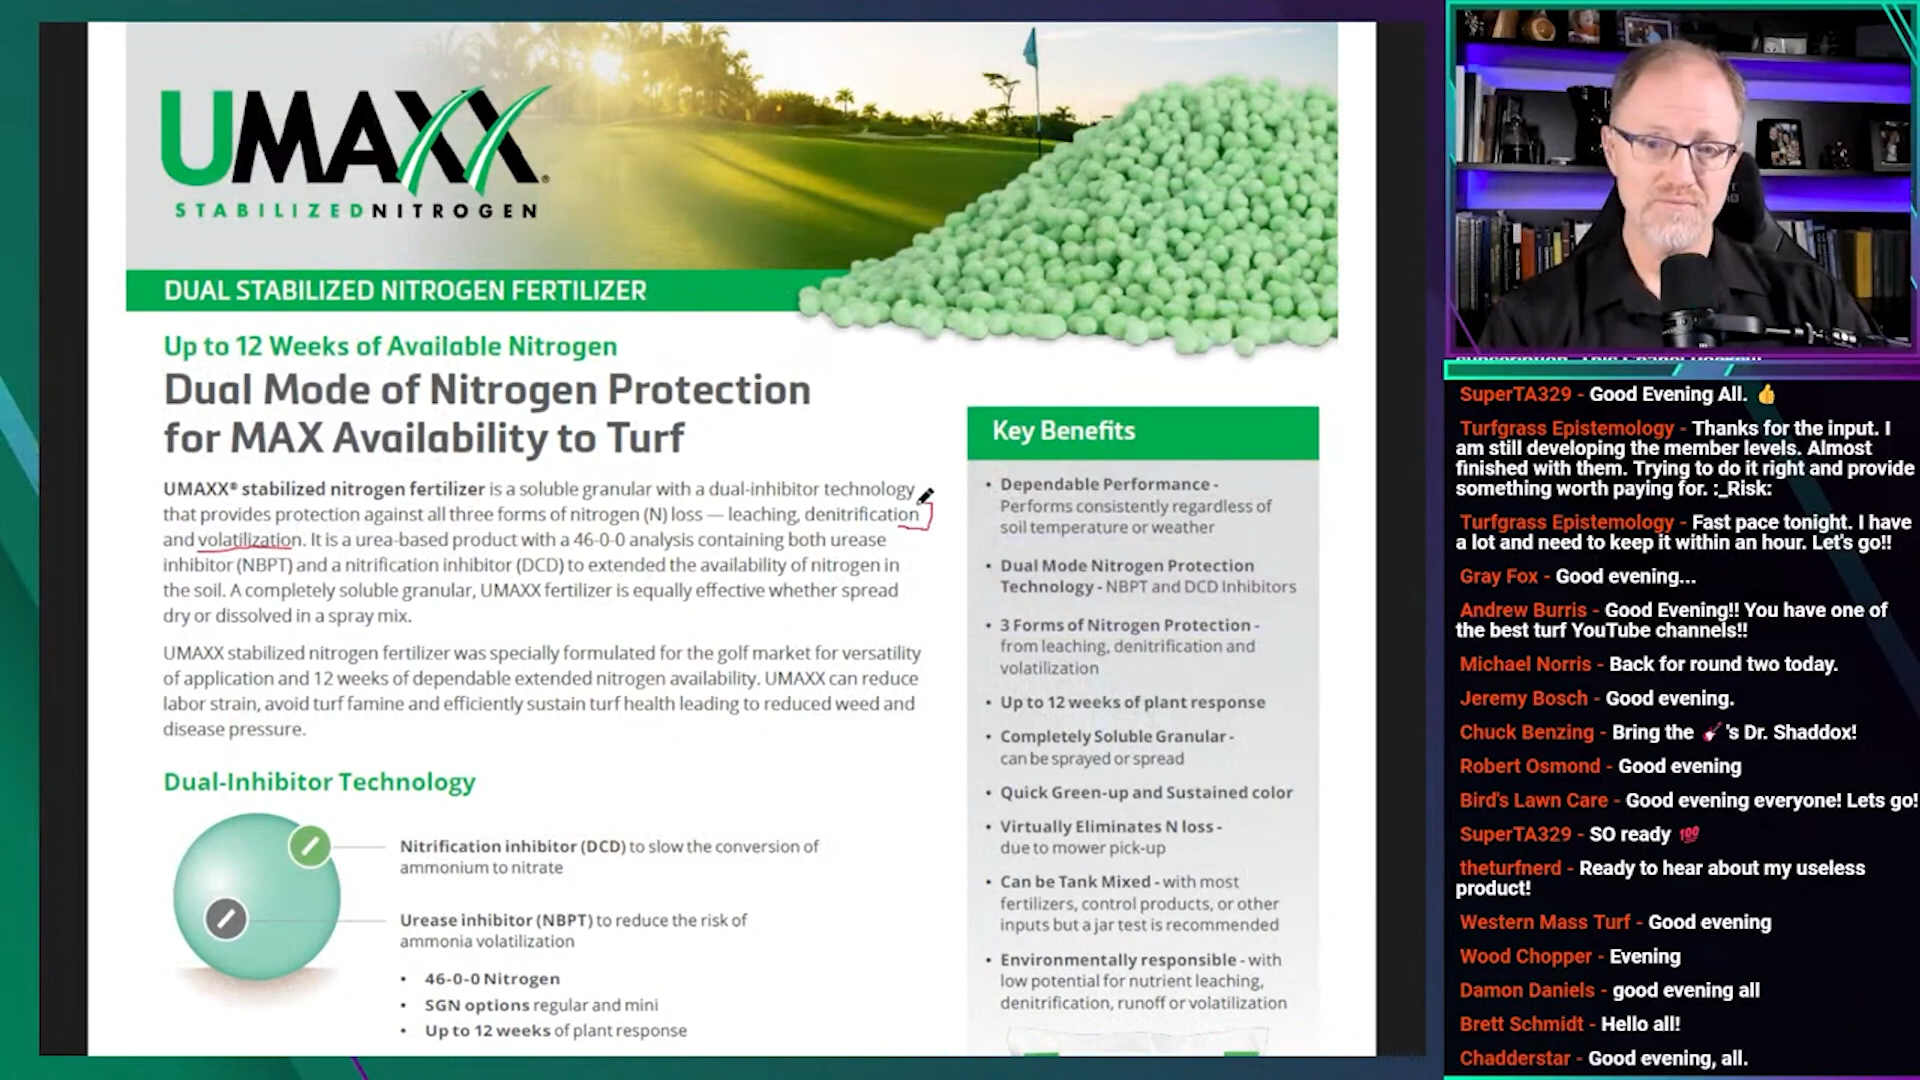 UMAXX®
STABILIZEDNITROGEN
DUAL STABILIZED NITROGEN FERTILIZER
Up to 12 Weeks of Available Nitrogen
Dual Mode of Nitrogen Protection
for MAX Availability to Turf
UMAXX® stabilized nitrogen fertilizer is a soluble granular with a dual-inhibitor technology
that provides protection against all three forms of nitrogen (N) loss — leaching, denitrification
and volatilization. It is a urea-based product with a 46-0-0 analysis containing both urease
inhibitor (NBPT) and a nitrification inhibitor (DCD) to extended the availability of nitrogen in
the soil. A completely soluble granular, UMAXX fertilizer is equally effective whether spread
dry or dissolved in a spray mix.
UMAXX stabilized nitrogen fertilizer was specially formulated for the golf market for versatility
of application and 12 weeks of dependable extended nitrogen availability. UMAXX can reduce
labor strain, avoid turf famine and efficiently sustain turf health leading to reduced weed and
disease pressure.
Dual-Inhibitor Technology
Nitrification inhibitor (DCD) to slow the conversion of
ammonium to nitrate
Urease inhibitor (NBPT) to reduce the risk of
ammonia volatilization
• 46-0-0 Nitrogen
• SGN options regular and mini
• Up to 12 weeks of plant response
Key Benefits
• Dependable Performance -
Performs consistently regardless of
soil temperature or weather
• Dual Mode Nitrogen Protection
Technology - NBPT and DCD Inhibitors
• 3 Forms of Nitrogen Protection -
from leaching, denitrification and
volatilization
• Up to 12 weeks of plant response
• Completely Soluble Granular -
can be sprayed or spread
• Quick Green-up and Sustained color
• Virtually Eliminates N loss -
due to mower pick-up
• Can be Tank Mixed - with most
fertilizers, control products, or other
inputs but a jar test is recommended
• Environmentally responsible - with
low potential for nutrient leaching,
denitrification, runoff or volatilization
SuperTA329 - Good Evening All. 👍
Turfgrass Epistemology - Thanks for the input. I
am still developing the member levels. Almost
finished with them. Trying to do it right and provide
something worth paying for. :_Risk:
Turfgrass Epistemology - Fast pace tonight. I have
a lot and need to keep it within an hour. Let's go!!
Gray Fox - Good evening...
Andrew Burris - Good Evening!! You have one of
the best turf YouTube channels!!
Michael Norris - Back for round two today.
Jeremy Bosch - Good evening.
Chuck Benzing - Bring the 🎸's Dr. Shaddox!
Robert Osmond - Good evening
Bird's Lawn Care - Good evening everyone! Lets go!
SuperTA329 - SO ready 💯
theturfnerd - Ready to hear about my useless
product!
Western Mass Turf - Good evening
Wood Chopper - Evening
Damon Daniels - good evening all
Brett Schmidt - Hello all!
Chadderstar - Good evening, all.